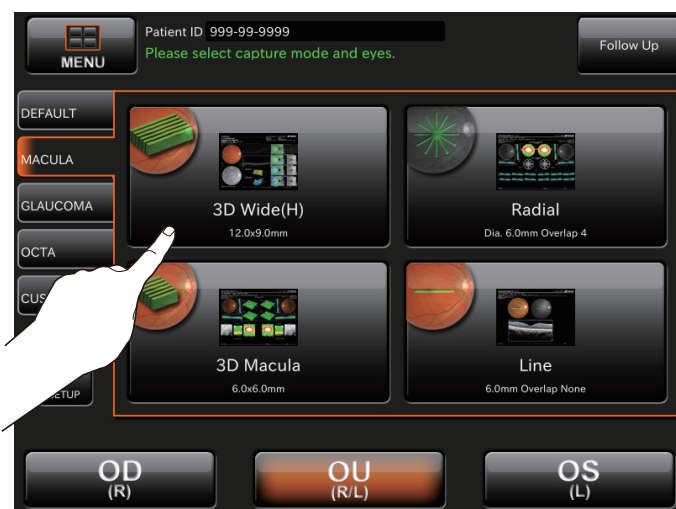 MENU
Patient ID 999-99-9999
Please select capture mode and eyes.
Follow Up
DEFAULT
MACULA
GLAUCOMA
OCTA
CUS
ETUP
3D Wide(H)
12.0x9.0mm
Radial
Dia. 6.0mm Overlap 4
3D Macula
6.0x6.0mm
Line
6.0mm Overlap None
OD
(R)
OU
(R/L)
OS
(L)